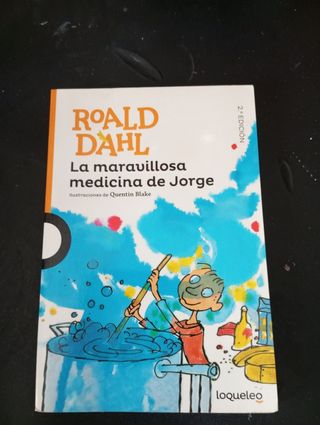 ROALD
DAHL
2.ª EDICIÓN
La maravillosa
medicina de Jorge
Ilustraciones de Quentin Blake
loqueleo